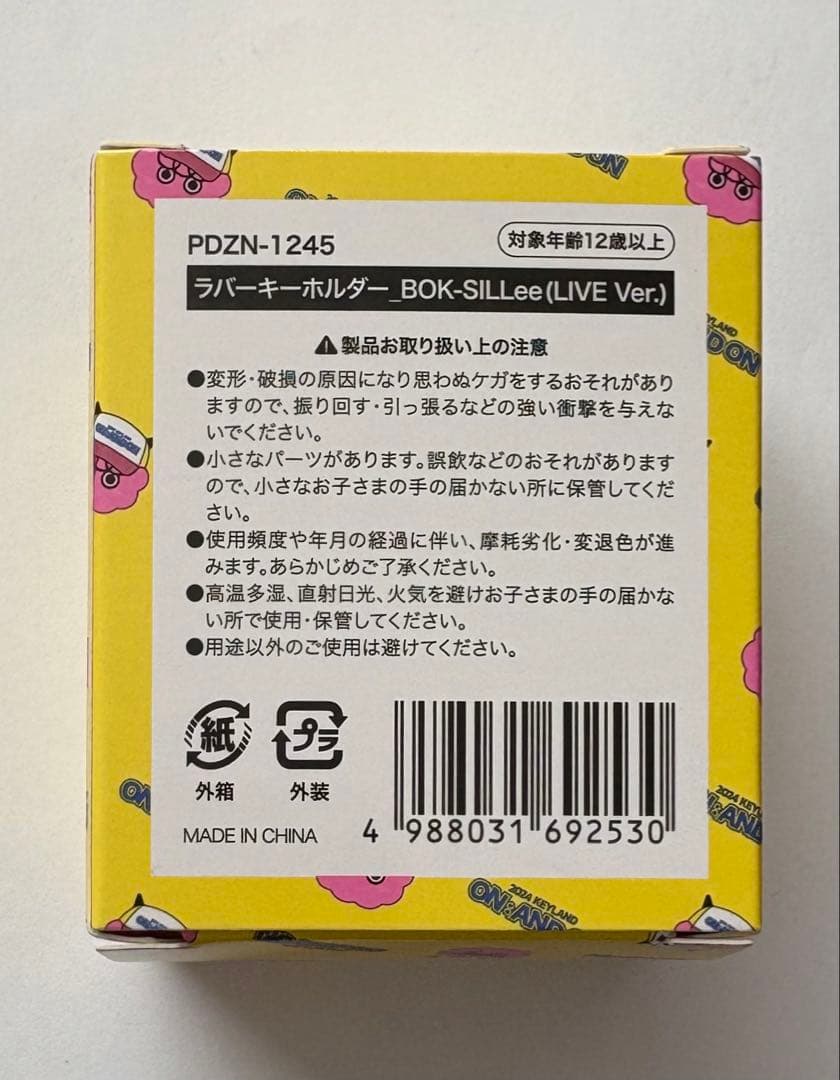 PDZN-1245
対象年齢12歳以上
ラバーキーホルダー_BOK-SILLee(LIVE Ver.)
製品お取り扱い上の注意
●変形・破損の原因になり思わぬケガをするおそれがあり
ますので、振り回す・引っ張るなどの強い衝撃を与えな
いでください。
●小さなパーツがあります。誤飲などのおそれがあります
ので、小さなお子さまの手の届かない所に保管してくだ
さい。
●使用頻度や年月の経過に伴い、摩耗劣化・変退色が進
みます。あらかじめご了承ください。
●高温多湿、直射日光、火気を避けお子さまの手の届かな
い所で使用・保管してください。
●用途以外のご使用は避けてください。
紙
プラ
外箱
外装
MADE IN CHINA
4 988031 692530
2024 KEYLAND
ON:AND
2024 KEYLAND